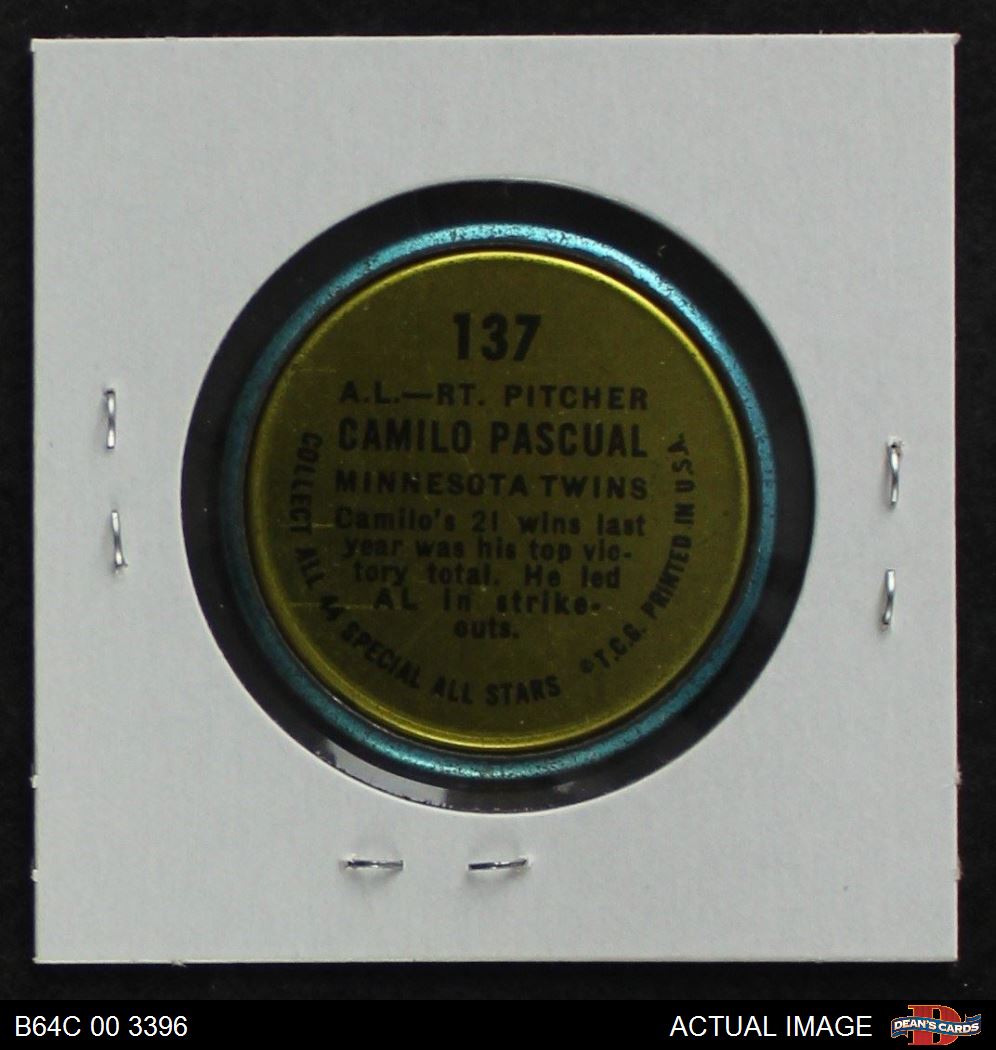 137
A.L.—RT. PITCHER
CAMILO PASCUAL
MINNESOTA TWINS
Camilo's 21 wins last
year was his top vic-
tory total. He led
AL in strike-
outs.
COLLECT ALL 44 SPECIAL ALL STARS
©T.C.G. PRINTED IN U.S.A.
B64C 00 3396
ACTUAL IMAGE
DEAN'S CARDS